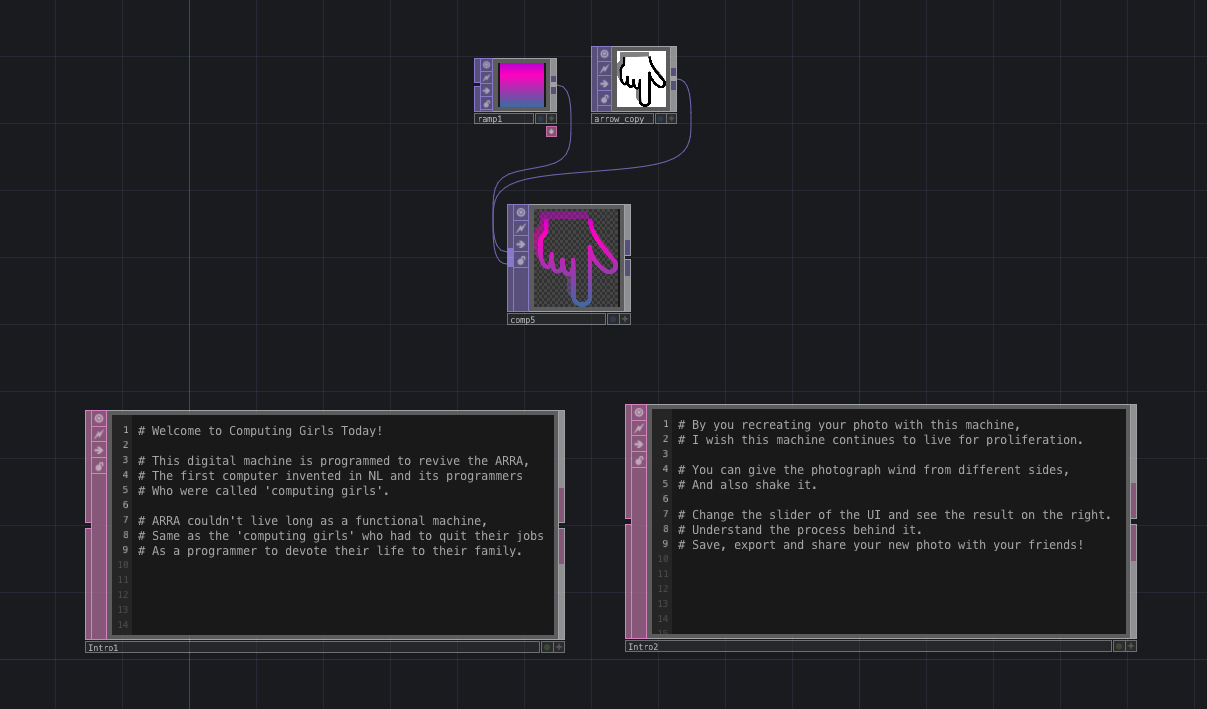 ramp1
arrow_copy
comp5
1 # Welcome to Computing Girls Today!
2
3 # This digital machine is programmed to revive the ARRA,
4 # The first computer invented in NL and its programmers
5 # Who were called 'computing girls'.
6
7 # ARRA couldn't live long as a functional machine,
8 # Same as the 'computing girls' who had to quit their jobs
9 # As a programmer to devote their life to their family.
10
11
12
13
14
Intro1
1 # By you recreating your photo with this machine,
2 # I wish this machine continues to live for proliferation.
3
4 # You can give the photograph wind from different sides,
5 # And also shake it.
6
7 # Change the slider of the UI and see the result on the right.
8 # Understand the process behind it.
9 # Save, export and share your new photo with your friends!
10
11
12
13
14
15
Intro2